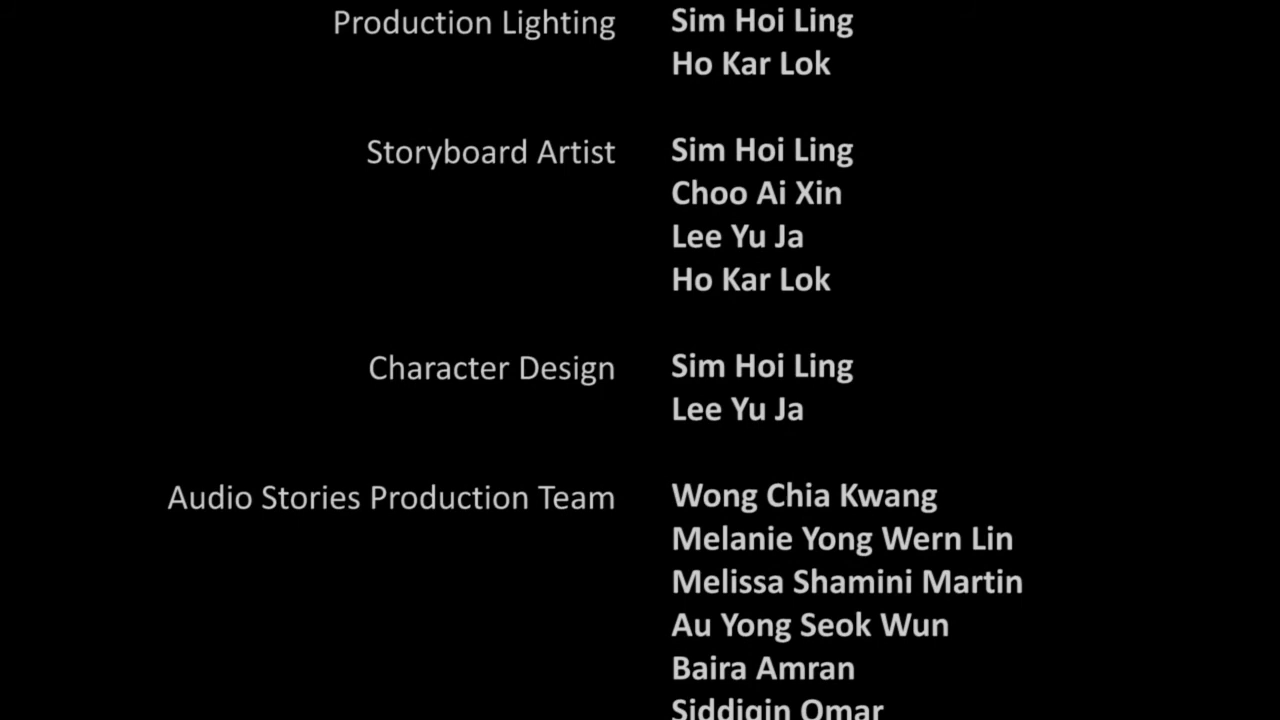 Production Lighting Sim Hoi Ling
Ho Kar Lok
Storyboard Artist Sim Hoi Ling
Choo Ai Xin
Lee Yu Ja
Ho Kar Lok
Character Design Sim Hoi Ling
Lee Yu Ja
Audio Stories Production Team Wong Chia Kwang
Melanie Yong Wern Lin
Melissa Shamini Martin
Au Yong Seok Wun
Baira Amran
Siddiqin Omar